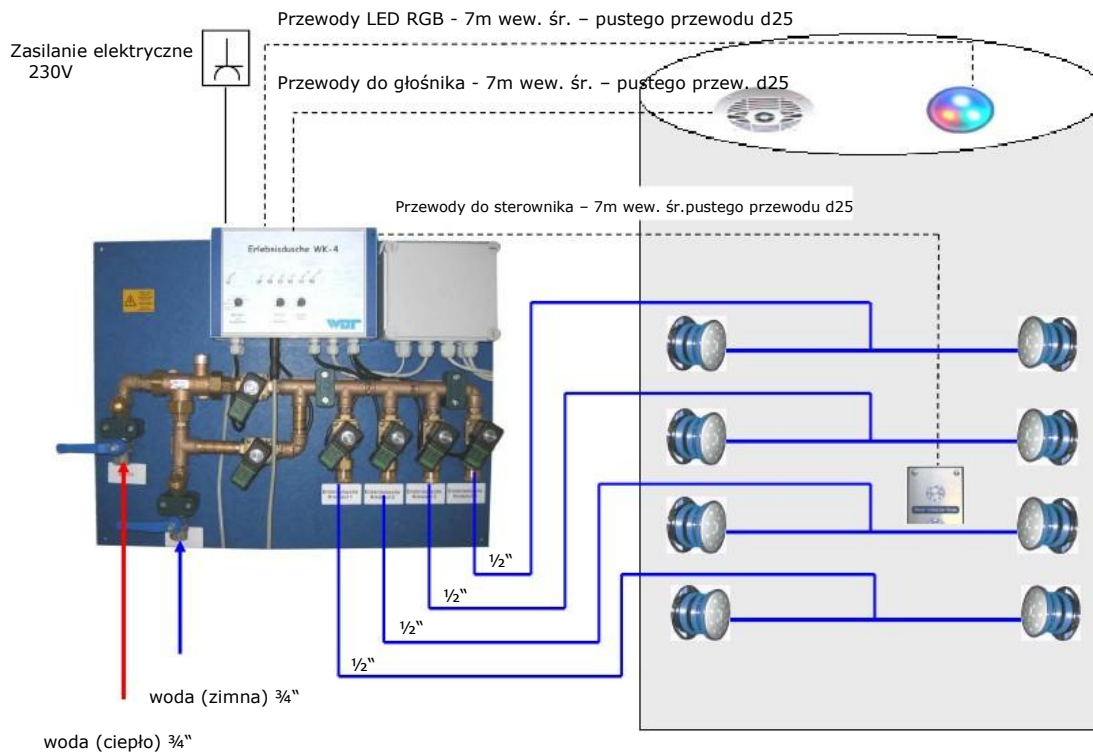 Przewody LED RGB - 7m wew. śr. – pustego przewodu d25
Zasilanie elektryczne
230V
Przewody do głośnika - 7m wew. śr. – pustego przew. d25
Przewody do sterownika – 7m wew. śr.pustego przewodu d25
Erlebnisdusche WK-4
WDT
½“
½“
½“
½“
woda (zimna) ¾“
woda (ciepło) ¾“